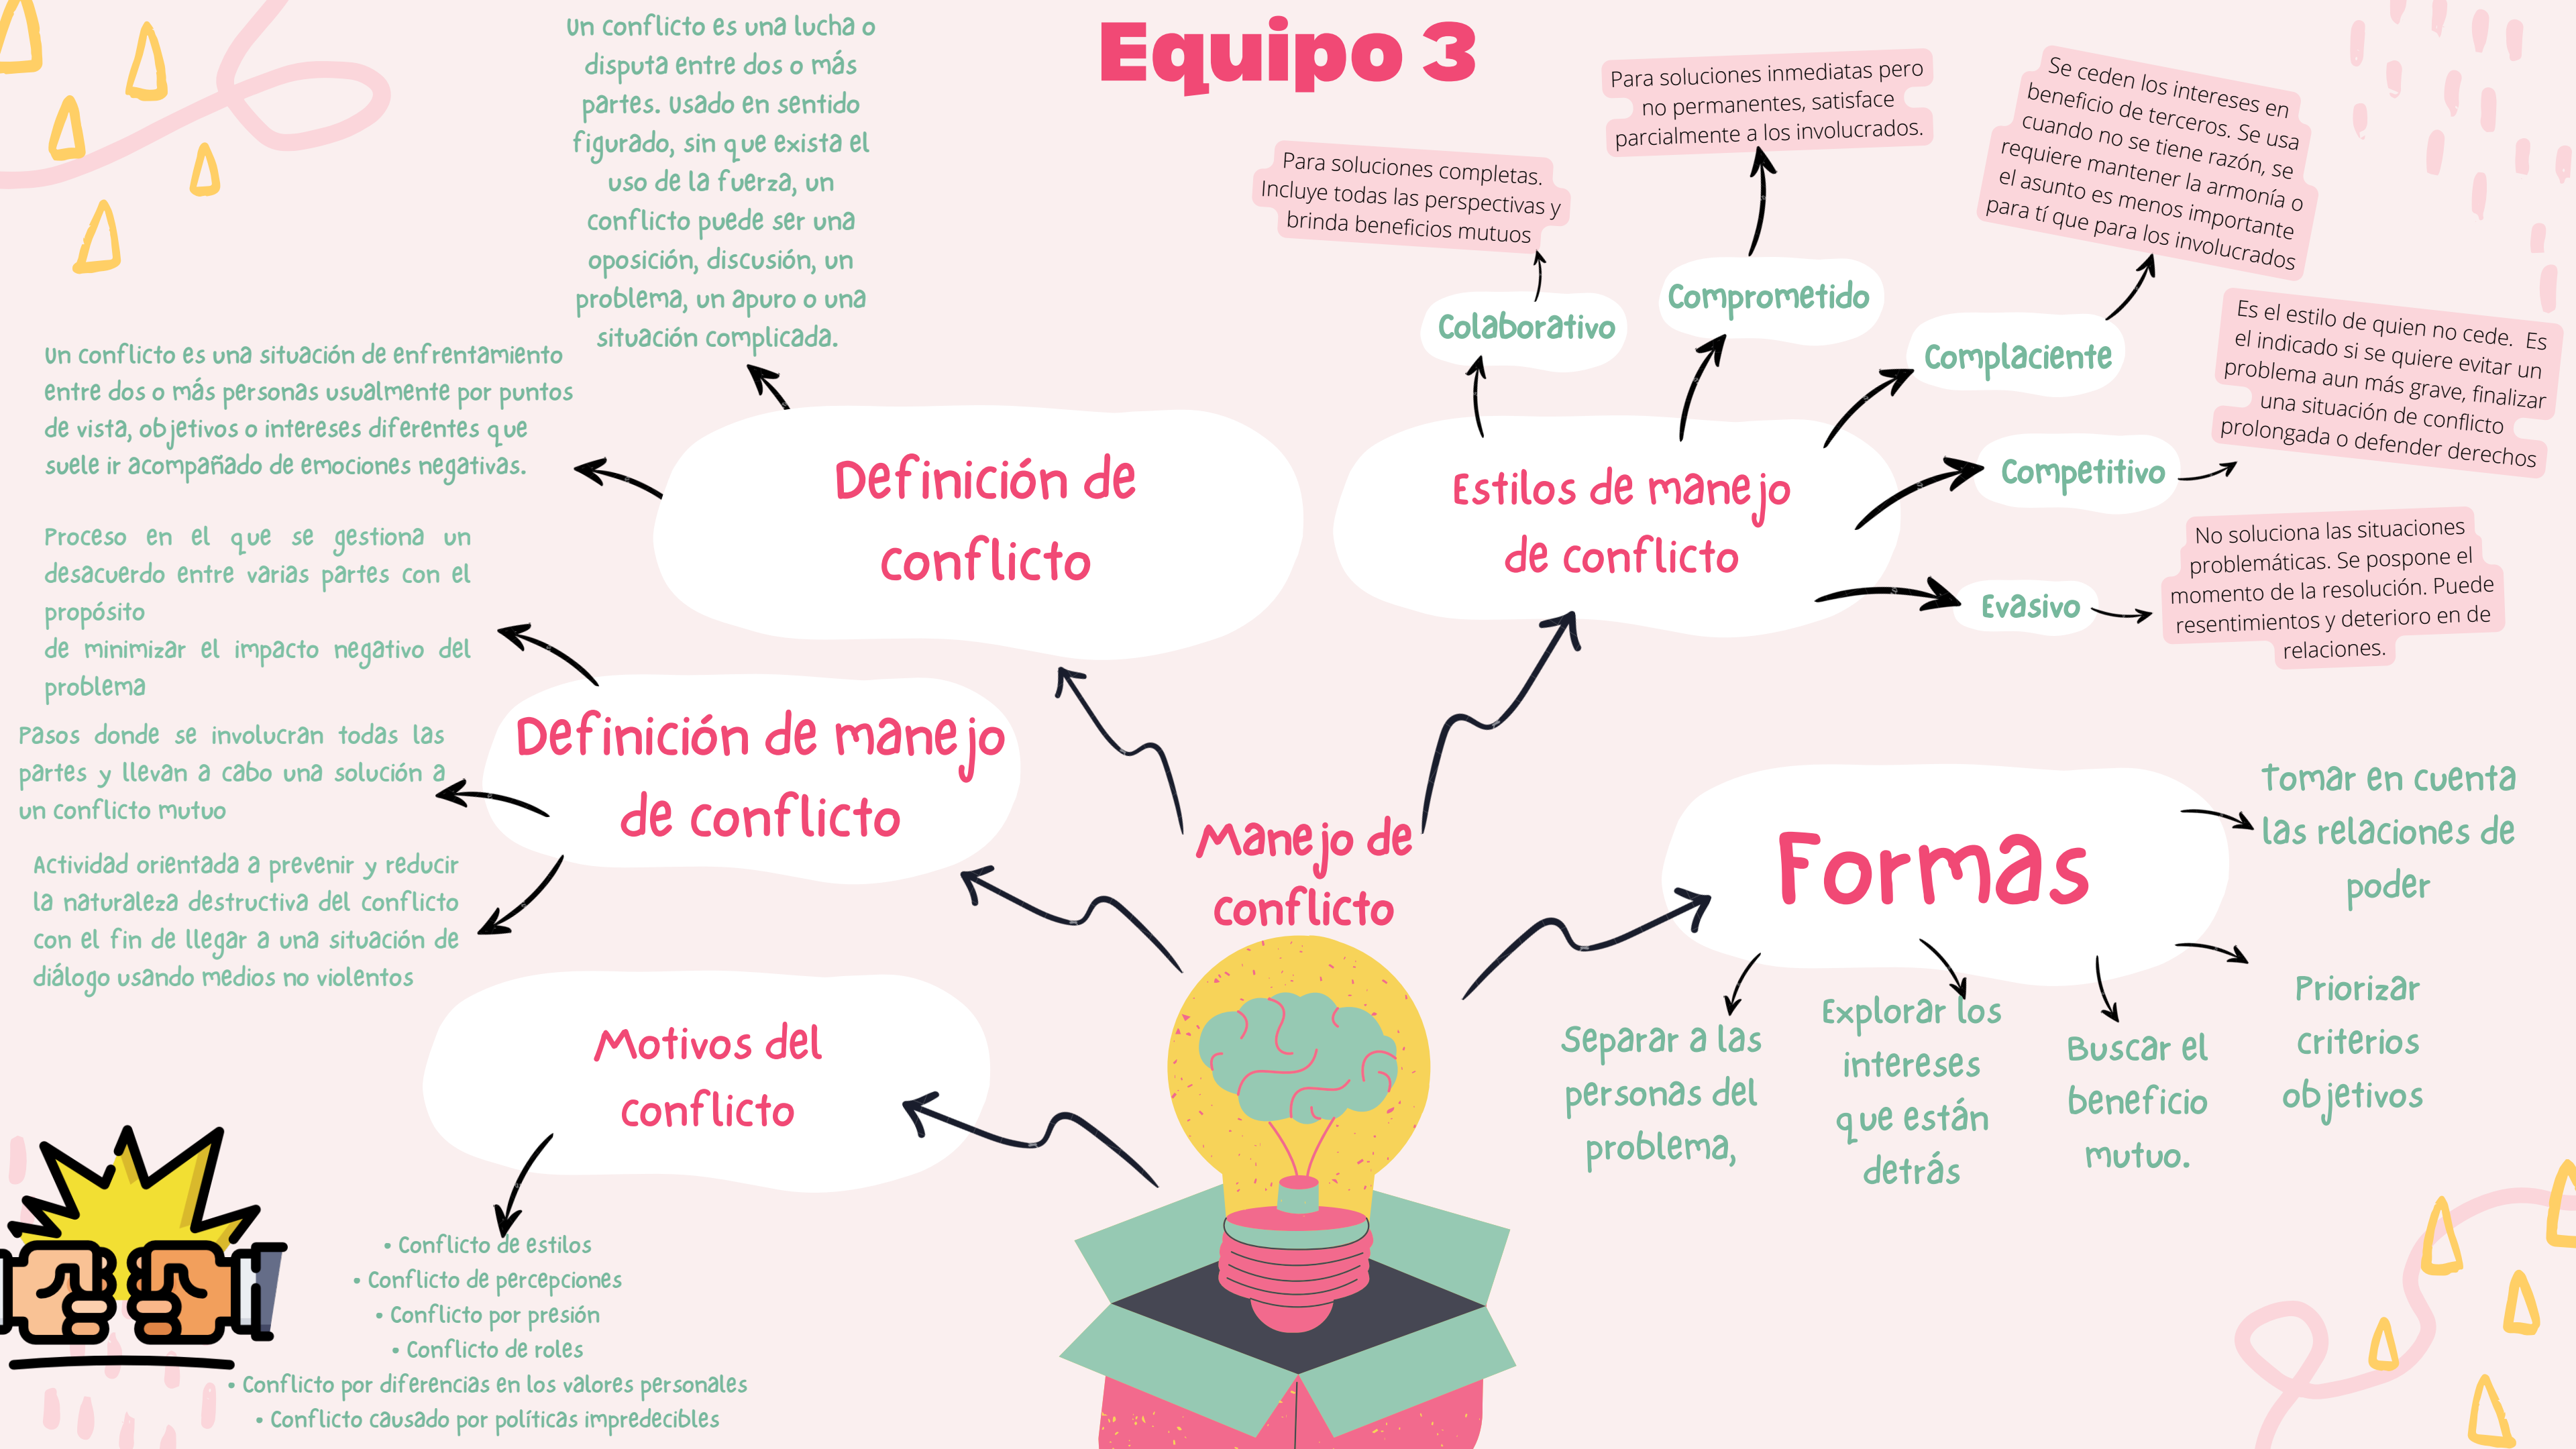 Equipo 3
Un conflicto es una lucha o
disputa entre dos o más
partes. Usado en sentido
figurado, sin que exista el
uso de la fuerza, un
conflicto puede ser una
oposición, discusión, un
problema, un apuro o una
situación complicada.
Un conflicto es una situación de enfrentamiento
entre dos o más personas usualmente por puntos
de vista, objetivos o intereses diferentes que
suele ir acompañado de emociones negativas.
Definición de
conflicto
Proceso en el que se gestiona un
desacuerdo entre varias partes con el
propósito
de minimizar el impacto negativo del
problema
Pasos donde se involucran todas las
partes y llevan a cabo una solución a
un conflicto mutuo
Actividad orientada a prevenir y reducir
la naturaleza destructiva del conflicto
con el fin de llegar a una situación de
diálogo usando medios no violentos
Definición de manejo
de conflicto
Motivos del
conflicto
• Conflicto de estilos
• Conflicto de percepciones
• Conflicto por presión
• Conflicto de roles
• Conflicto por diferencias en los valores personales
• Conflicto causado por políticas impredecibles
Manejo de
conflicto
Estilos de manejo
de conflicto
Colaborativo
Para soluciones completas.
Incluye todas las perspectivas y
brinda beneficios mutuos
Comprometido
Para soluciones inmediatas pero
no permanentes, satisface
parcialmente a los involucrados.
Complaciente
Se ceden los intereses en
beneficio de terceros. Se usa
cuando no se tiene razón, se
requiere mantener la armonía o
el asunto es menos importante
para tí que para los involucrados
Competitivo
Es el estilo de quien no cede. Es
el indicado si se quiere evitar un
problema aun más grave, finalizar
una situación de conflicto
prolongada o defender derechos
Evasivo
No soluciona las situaciones
problemáticas. Se pospone el
momento de la resolución. Puede
resentimientos y deterioro en de
relaciones.
Formas
Separar a las
personas del
problema,
Explorar los
intereses
que están
detrás
Buscar el
beneficio
mutuo.
Priorizar
criterios
objetivos
Tomar en cuenta
las relaciones de
poder